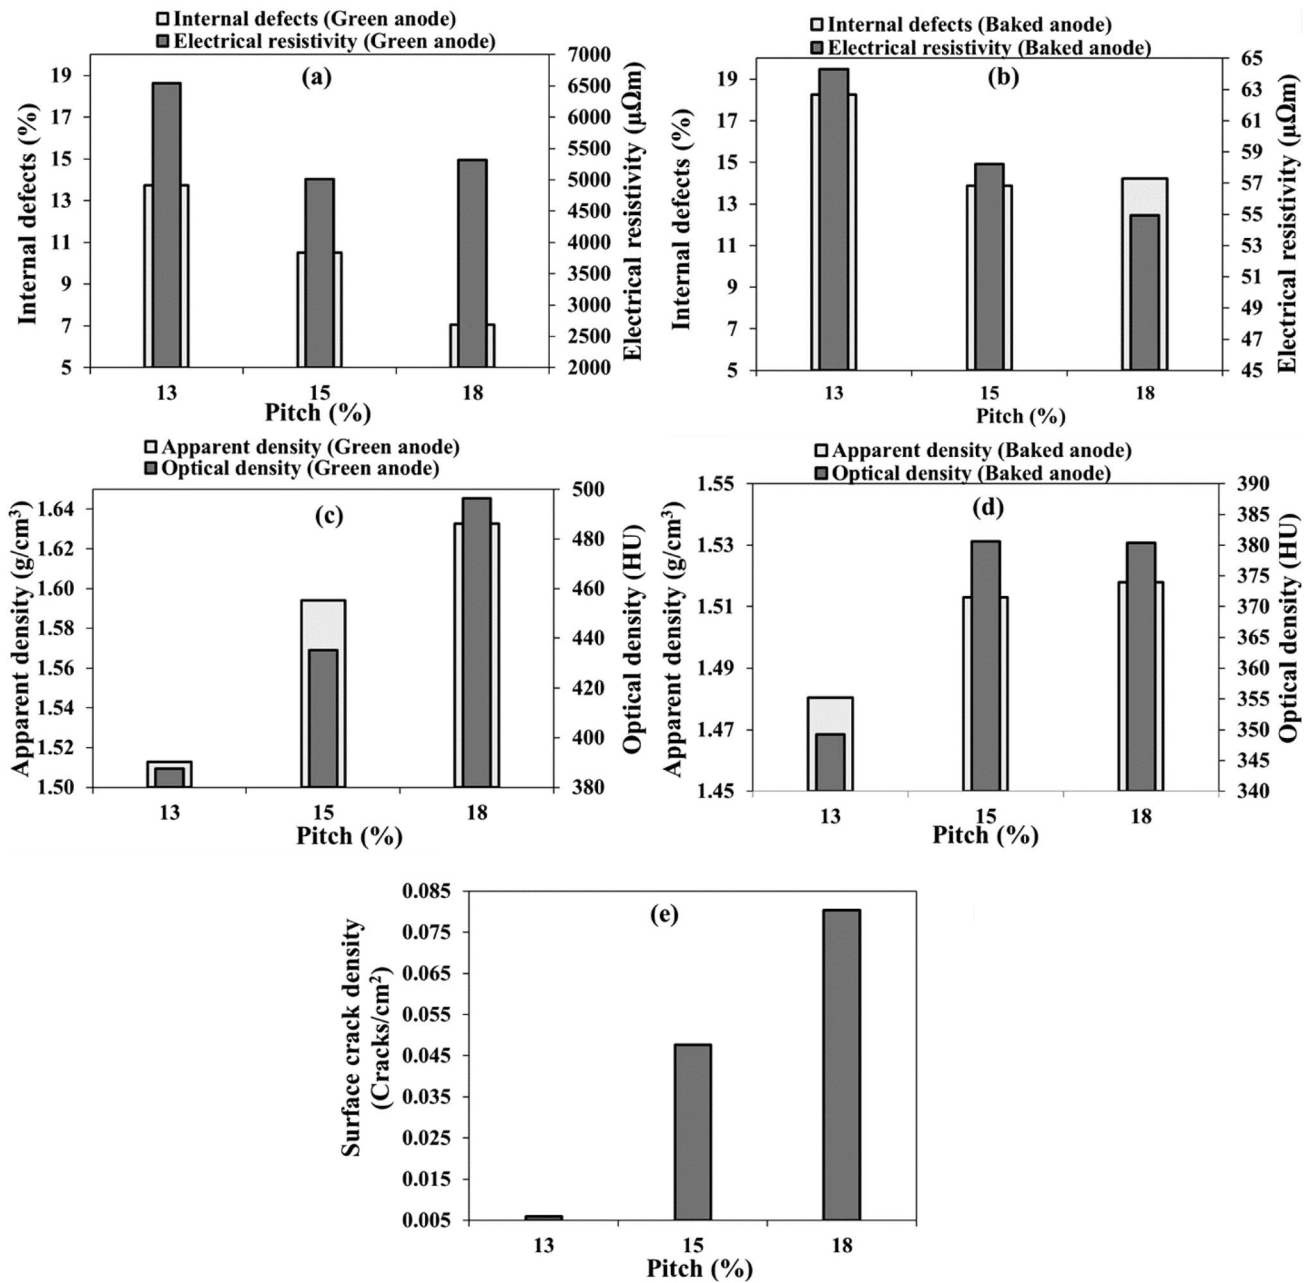 Internal defects (Green anode)
Electrical resistivity (Green anode)
(a)
Internal defects (%)
19
17
15
13
11
9
7
5
7000
6500
6000
5500
5000
4500
4000
3500
3000
2500
2000
Electrical resistivity (μΩm)
13 15 18
Pitch (%)
Internal defects (Baked anode)
Electrical resistivity (Baked anode)
(b)
Internal defects (%)
19
17
15
13
11
9
7
5
65
63
61
59
57
55
53
51
49
47
45
Electrical resistivity (μΩm)
13 15 18
Pitch (%)
Apparent density (Green anode)
Optical density (Green anode)
(c)
Apparent density (g/cm³)
1.64
1.62
1.60
1.58
1.56
1.54
1.52
1.50
500
480
460
440
420
400
380
Optical density (HU)
13 15 18
Pitch (%)
Apparent density (Baked anode)
Optical density (Baked anode)
(d)
Apparent density (g/cm³)
1.55
1.53
1.51
1.49
1.47
1.45
390
385
380
375
370
365
360
355
350
345
340
Optical density (HU)
13 15 18
Pitch (%)
(e)
Surface crack density
(Cracks/cm²)
0.085
0.075
0.065
0.055
0.045
0.035
0.025
0.015
0.005
13 15 18
Pitch (%)